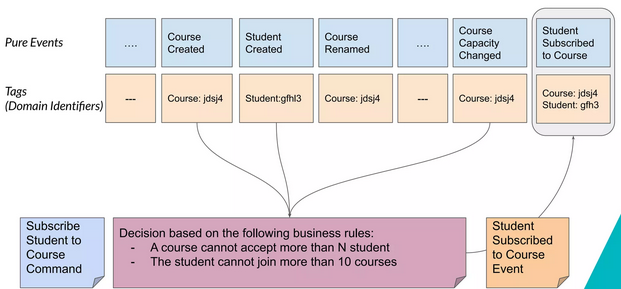 Pure Events
....
Course
Created
Student
Created
Course
Renamed
....
Course
Capacity
Changed
Student
Subscribed
to Course
Tags
(Domain Identifiers)
---
Course: jdsj4
Student:gfhl3
Course: jdsj4
---
Course: jdsj4
Course: jdsj4
Student: gfh3
Subscribe
Student to
Course
Command
Decision based on the following business rules:
- A course cannot accept more than N student
- The student cannot join more than 10 courses
Student
Subscribed
to Course
Event